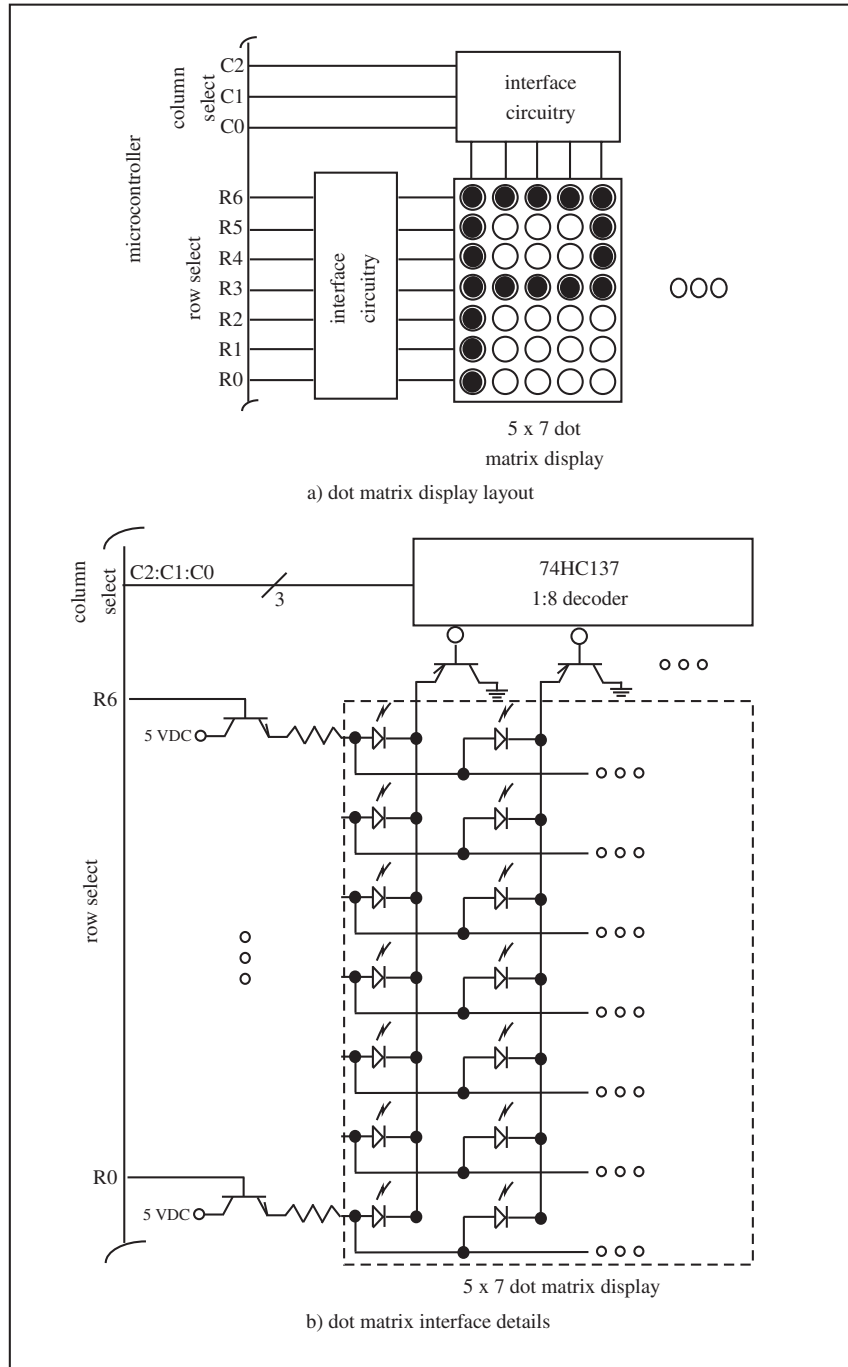 C2
C1
C0
column
select
interface
circuitry
microcontroller
row select
R6
R5
R4
R3
R2
R1
R0
interface
circuitry
5 x 7 dot
matrix display
a) dot matrix display layout
column
select
C2:C1:C0
3
74HC137
1:8 decoder
R6
5 VDC
row select
R0
5 VDC
5 x 7 dot matrix display
b) dot matrix interface details